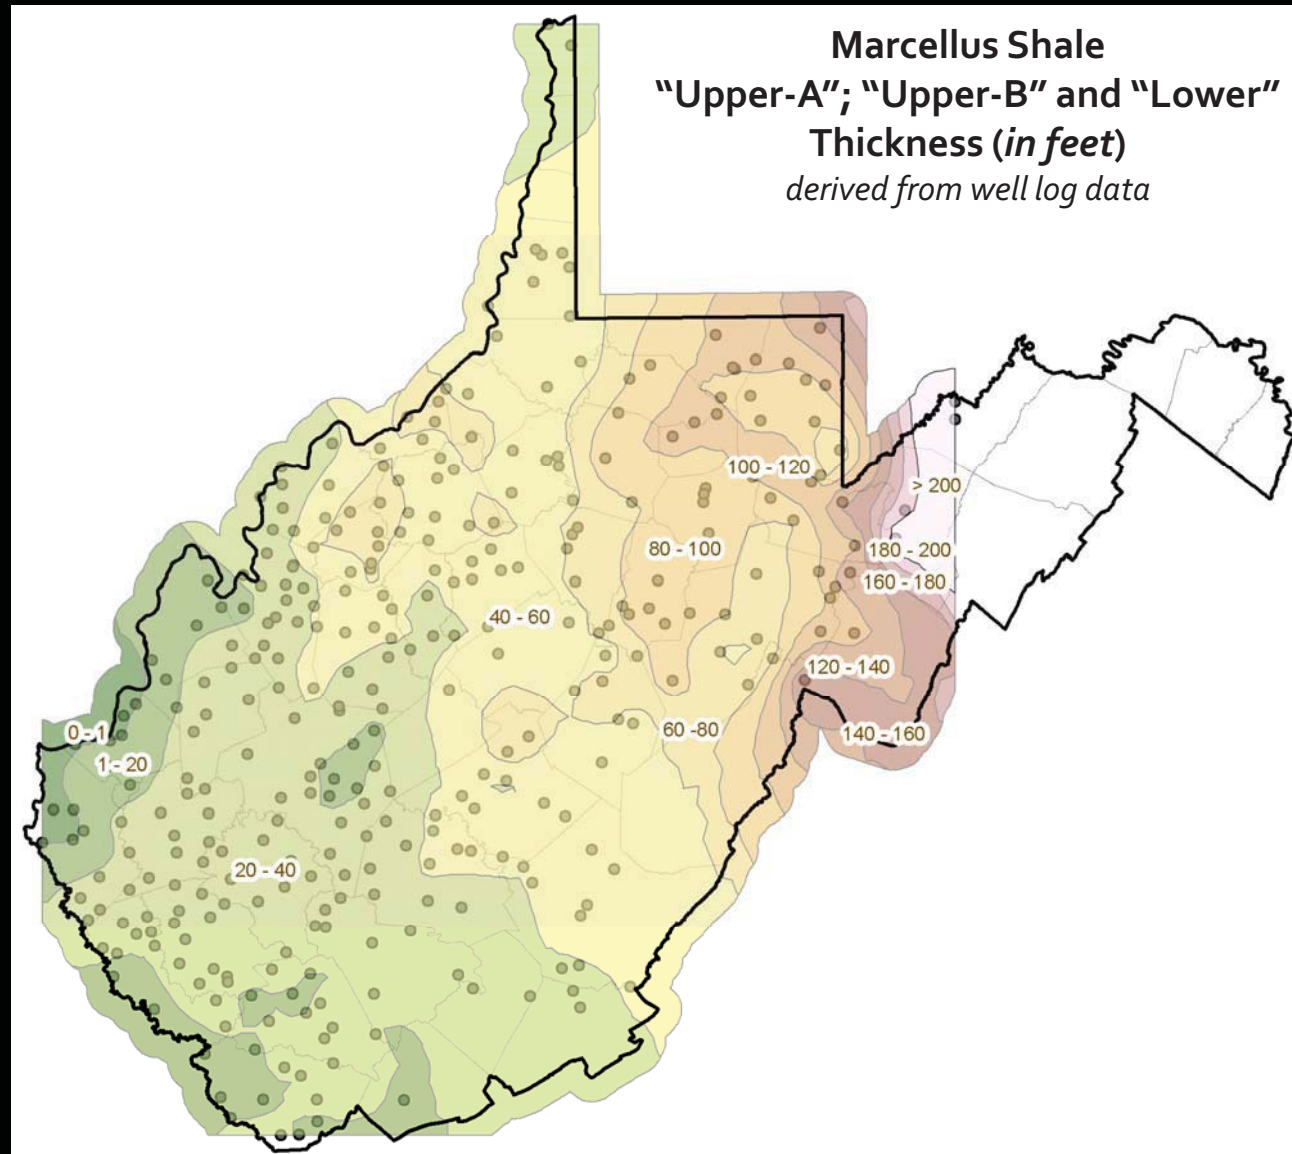 Marcellus Shale
“Upper-A”; “Upper-B” and “Lower”
Thickness (in feet)
derived from well log data
100 - 120
> 200
80 - 100
180 - 200
160 - 180
40 - 60
120 - 140
60 -80
140 - 160
0 - 1
1 - 20
20 - 40